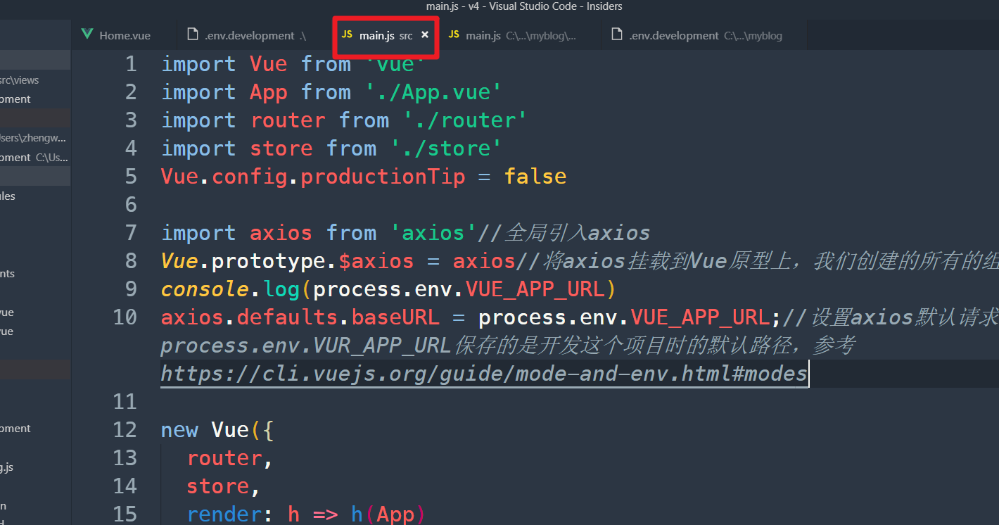 main.js - v4 - Visual Studio Code - Insiders
Home.vue .env.development .\ JS main.js src × JS main.js C:\...\myblog\... .env.development C:\...\myblog
src\views
sers\zhengw...
C:\Us...
1 import Vue from 'vue'
2 import App from './App.vue'
3 import router from './router'
4 import store from './store'
5 Vue.config.productionTip = false
6
7 import axios from 'axios'//全局引入axios
8 Vue.prototype.$axios = axios//将axios挂载到Vue原型上，我们创建的所有的组
9 console.log(process.env.VUE_APP_URL)
10 axios.defaults.baseURL = process.env.VUE_APP_URL;//设置axios默认请求
process.env.VUR_APP_URL保存的是开发这个项目时的默认路径，参考
https://cli.vuejs.org/guide/mode-and-env.html#modes
11
12 new Vue({
13 router,
14 store,
15 render: h => h(App)